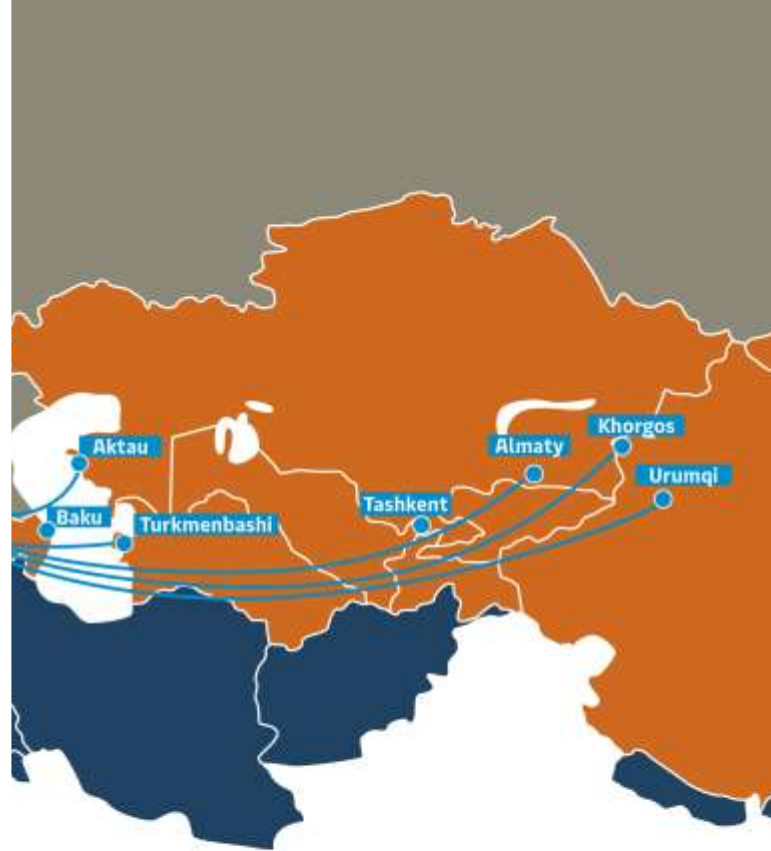 Khorgos
Aktau
Almaty
Urumqi
Tashkent
Baku
Turkmenbashi